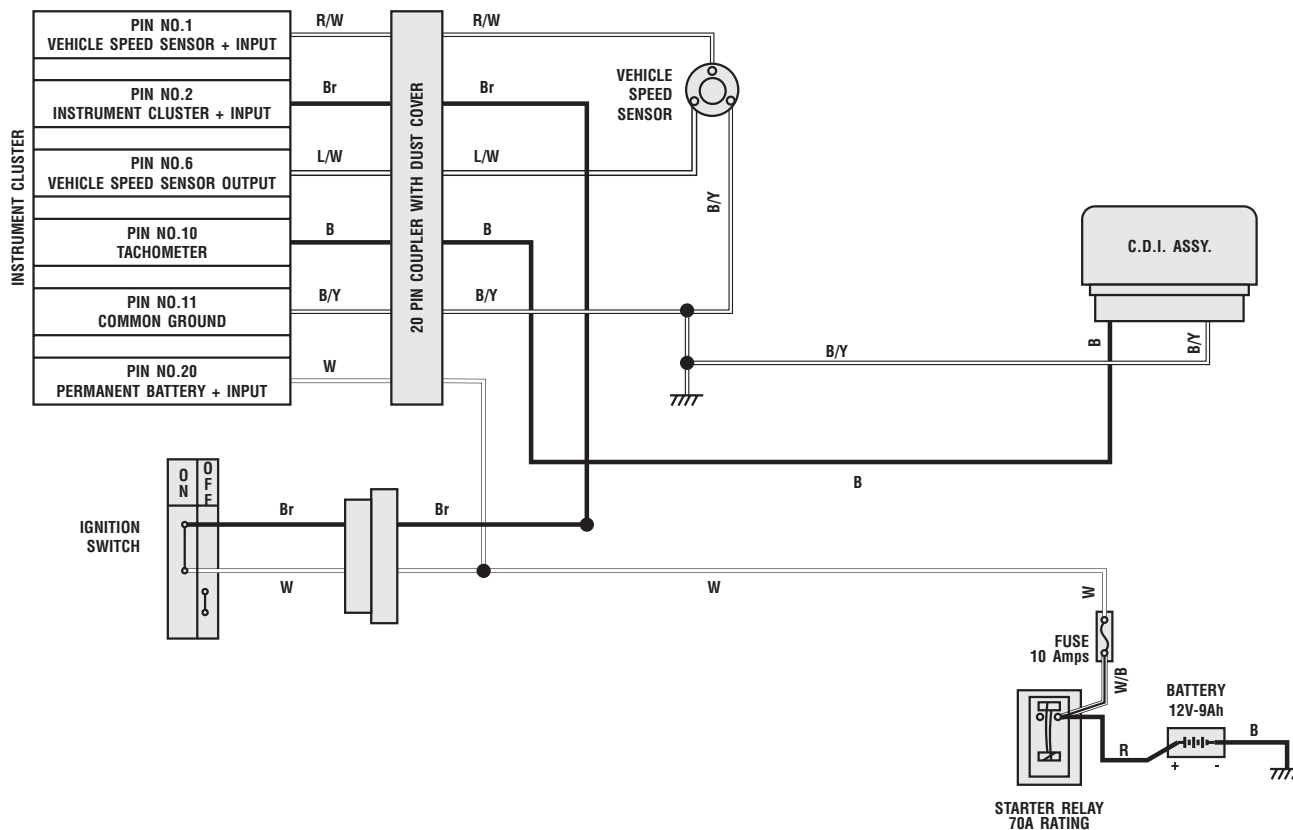 INSTRUMENT CLUSTER
PIN NO.1
VEHICLE SPEED SENSOR + INPUT
PIN NO.2
INSTRUMENT CLUSTER + INPUT
PIN NO.6
VEHICLE SPEED SENSOR OUTPUT
PIN NO.10
TACHOMETER
PIN NO.11
COMMON GROUND
PIN NO.20
PERMANENT BATTERY + INPUT
R/W
Br
L/W
B
B/Y
W
20 PIN COUPLER WITH DUST COVER
R/W
Br
L/W
B
B/Y
VEHICLE
SPEED
SENSOR
B/Y
C.D.I. ASSY.
B
B/Y
B/Y
B
ON
OFF
IGNITION
SWITCH
Br
Br
W
W
W
FUSE
10 Amps
W/B
BATTERY
12V-9Ah
R
+
-
B
STARTER RELAY
70A RATING